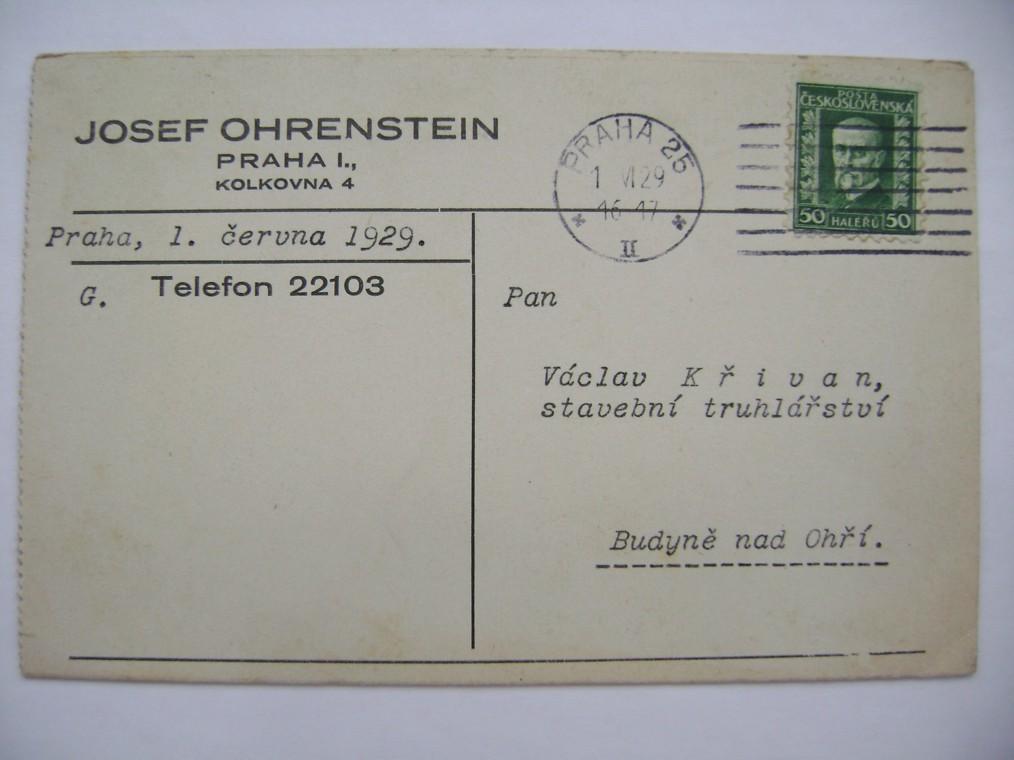 JOSEF OHRENSTEIN
PRAHA I.,
KOLKOVNA 4
PRAHA 25
1 VI 29
16-17
II
POŠTA
ČESKOSLOVENSKÁ
50 HALÉŘŮ 50
Praha, 1. června 1929.
G. Telefon 22103
Pan
Václav K ř i v a n,
stavební truhlářství
Budyně nad Ohří.